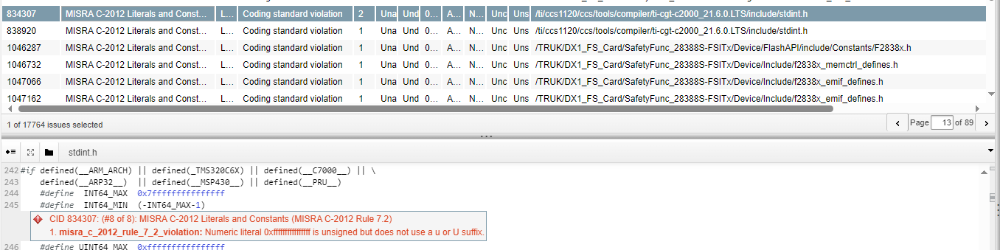 834307 MISRA C-2012 Literals and Const... L... Coding standard violation 2 Una Und 0... A... N... Unc Uns /ti/ccs1120/ccs/tools/compiler/ti-cgt-c2000_21.6.0.LTS/include/stdint.h
838920 MISRA C-2012 Literals and Const... L... Coding standard violation 1 Una Und 0... A... N... Unc Uns /ti/ccs1120/ccs/tools/compiler/ti-cgt-c2000_21.6.0.LTS/include/stdint.h
1046287 MISRA C-2012 Literals and Const... L... Coding standard violation 1 Una Und 0... A... N... Unc Uns /TRUK/DX1_FS_Card/SafetyFunc_28388S-FSITx/Device/FlashAPI/include/Constants/F2838x.h
1046732 MISRA C-2012 Literals and Const... L... Coding standard violation 1 Una Und 0... A... N... Unc Uns /TRUK/DX1_FS_Card/SafetyFunc_28388S-FSITx/Device/Include/f2838x_memctrl_defines.h
1047066 MISRA C-2012 Literals and Const... L... Coding standard violation 1 Una Und 0... A... N... Unc Uns /TRUK/DX1_FS_Card/SafetyFunc_28388S-FSITx/Device/Include/f2838x_emif_defines.h
1047162 MISRA C-2012 Literals and Const... L... Coding standard violation 1 Una Und 0... A... N... Unc Uns /TRUK/DX1_FS_Card/SafetyFunc_28388S-FSITx/Device/Include/f2838x_emif_defines.h
1 of 17764 issues selected Page 13 of 89
stdint.h
242 #if defined(__ARM_ARCH) || defined(_TMS320C6X) || defined(__C7000__) || \
243 defined(__ARP32__) || defined(__MSP430__) || defined(__PRU__)
244 #define INT64_MAX 0x7fffffffffffffff
245 #define INT64_MIN (-INT64_MAX-1)
CID 834307: (#8 of 8): MISRA C-2012 Literals and Constants (MISRA C-2012 Rule 7.2)
1. misra_c_2012_rule_7_2_violation: Numeric literal 0xffffffffffffffff is unsigned but does not use a u or U suffix.
246 #define UINT64_MAX 0xffffffffffffffff